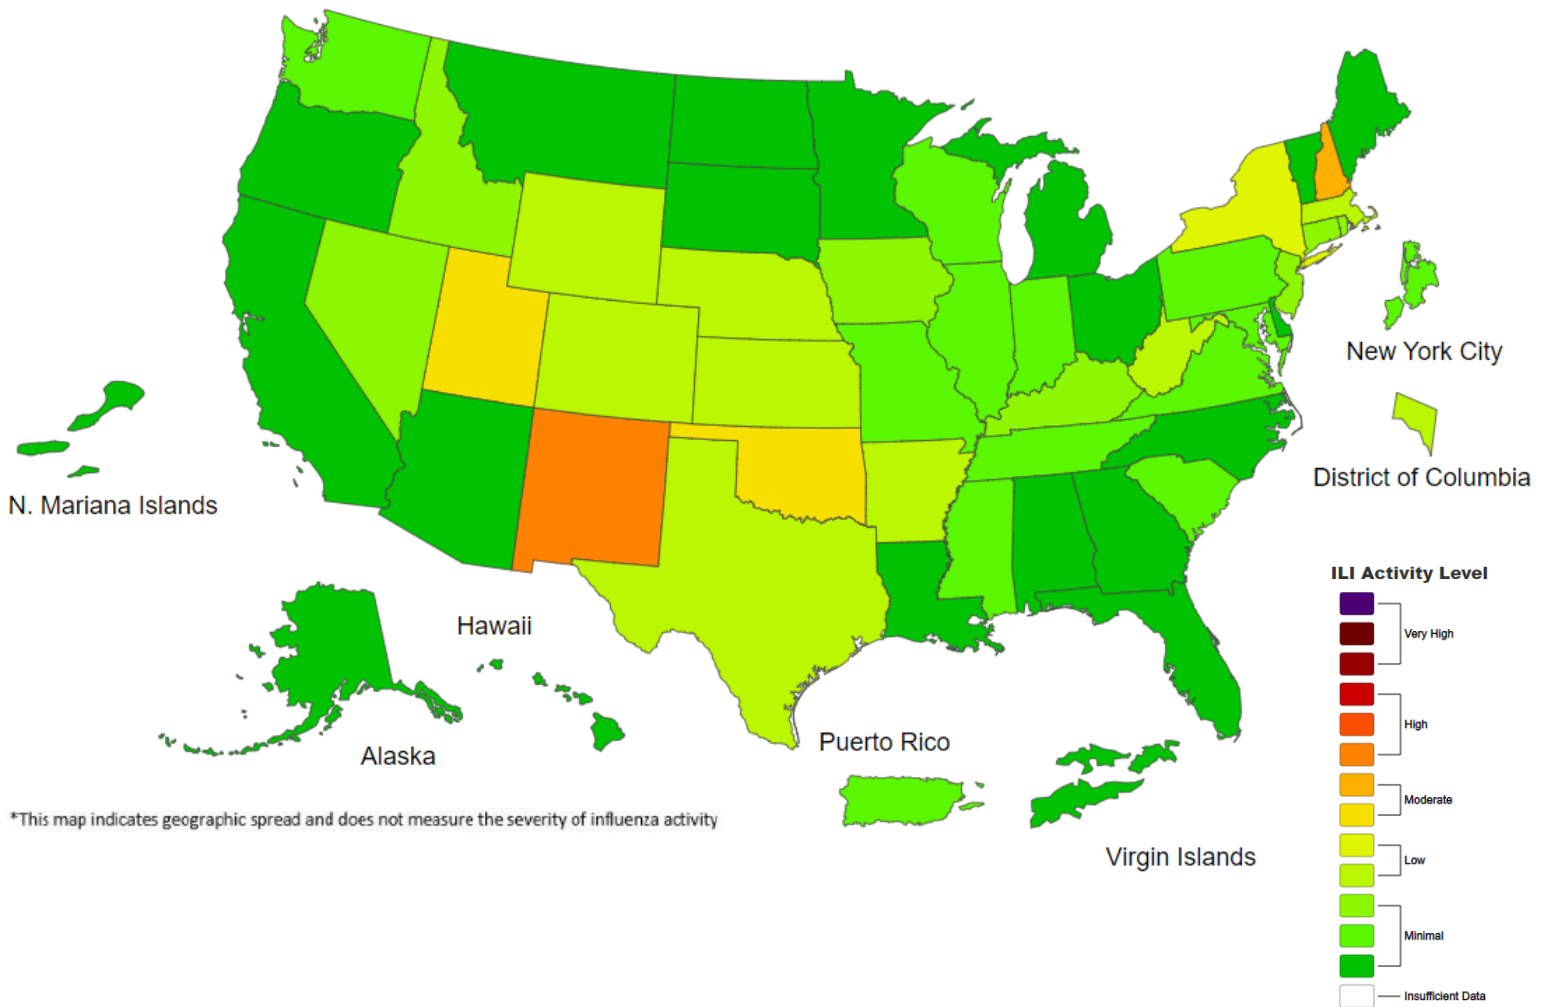 New York City
District of Columbia
N. Mariana Islands
ILI Activity Level
Very High
High
Moderate
Low
Minimal
Insufficient Data
Hawaii
Alaska
Puerto Rico
Virgin Islands
*This map indicates geographic spread and does not measure the severity of influenza activity